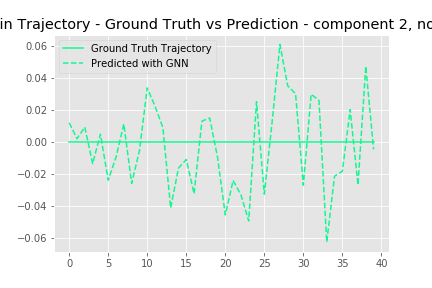 in Trajectory - Ground Truth vs Prediction - component 2, no
Ground Truth Trajectory
Predicted with GNN
0.06
0.04
0.02
0.00
−0.02
−0.04
−0.06
0 5 10 15 20 25 30 35 40